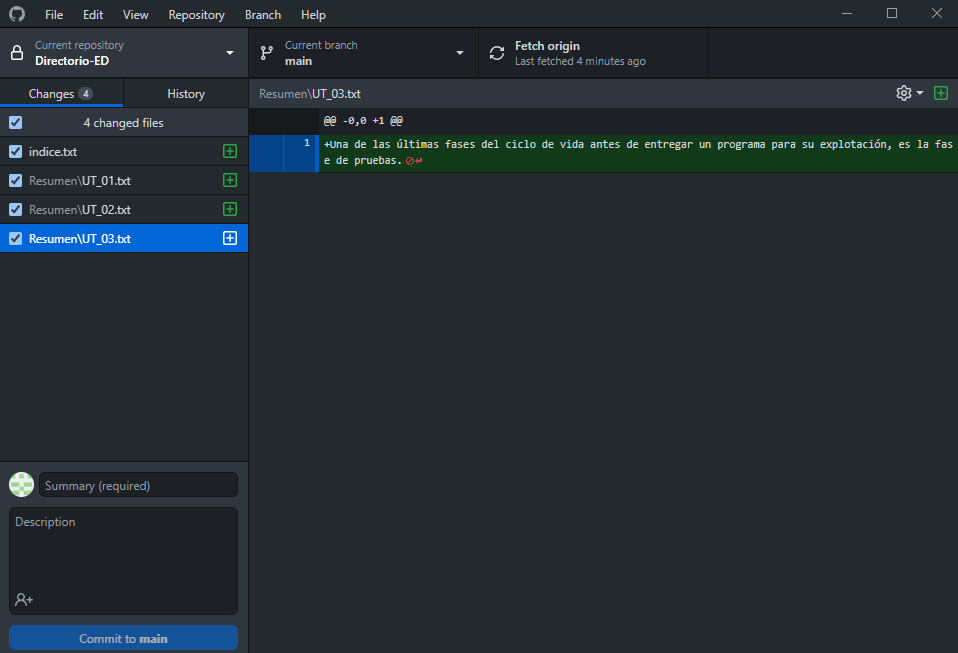 File Edit View Repository Branch Help
Current repository
Directorio-ED
Current branch
main
Fetch origin
Last fetched 4 minutes ago
Changes 4
History
Resumen\UT_03.txt
4 changed files
@@ -0,0 +1 @@
indice.txt
Resumen\UT_01.txt
Resumen\UT_02.txt
Resumen\UT_03.txt
1 +Una de las últimas fases del ciclo de vida antes de entregar un programa para su explotación, es la fas
e de pruebas.
Summary (required)
Description
Commit to main